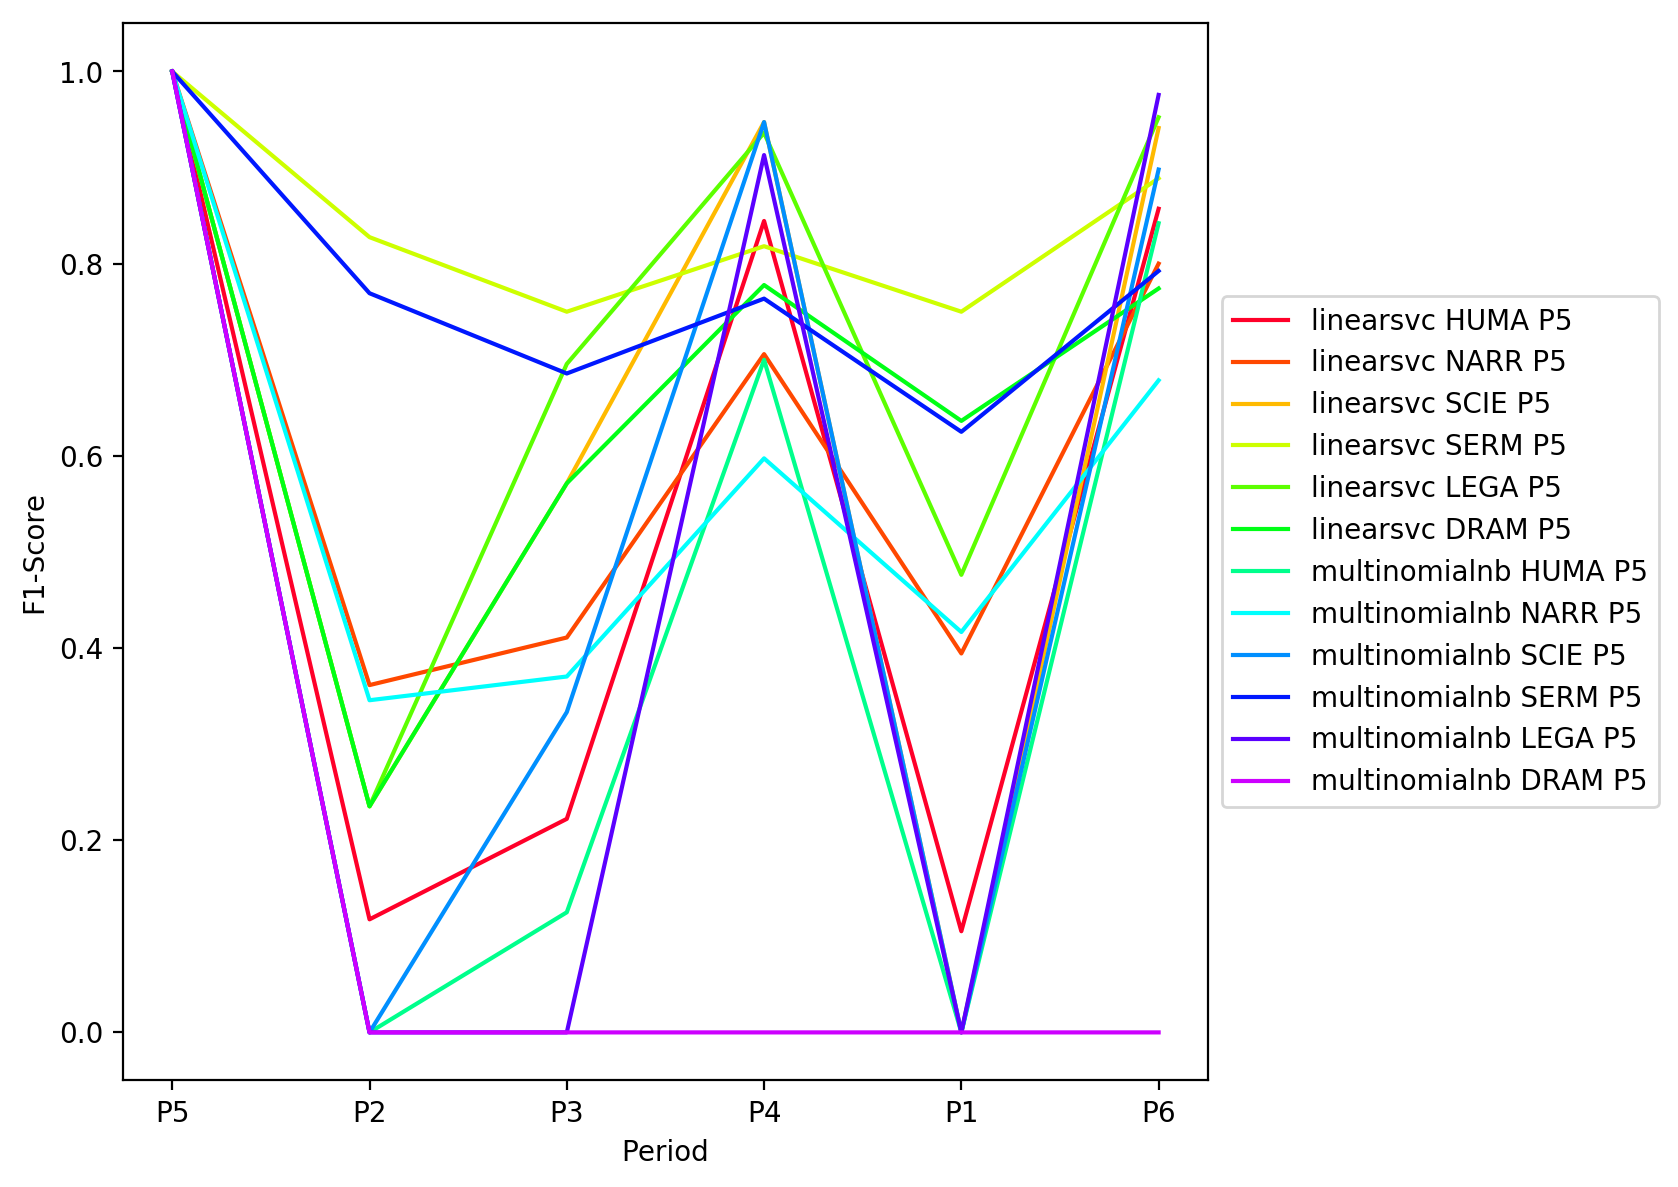 1.0
0.8
0.6
0.4
0.2
0.0
F1-Score
P5 P2 P3 P4 P1 P6
Period
linearsvc HUMA P5
linearsvc NARR P5
linearsvc SCIE P5
linearsvc SERM P5
linearsvc LEGA P5
linearsvc DRAM P5
multinomialnb HUMA P5
multinomialnb NARR P5
multinomialnb SCIE P5
multinomialnb SERM P5
multinomialnb LEGA P5
multinomialnb DRAM P5